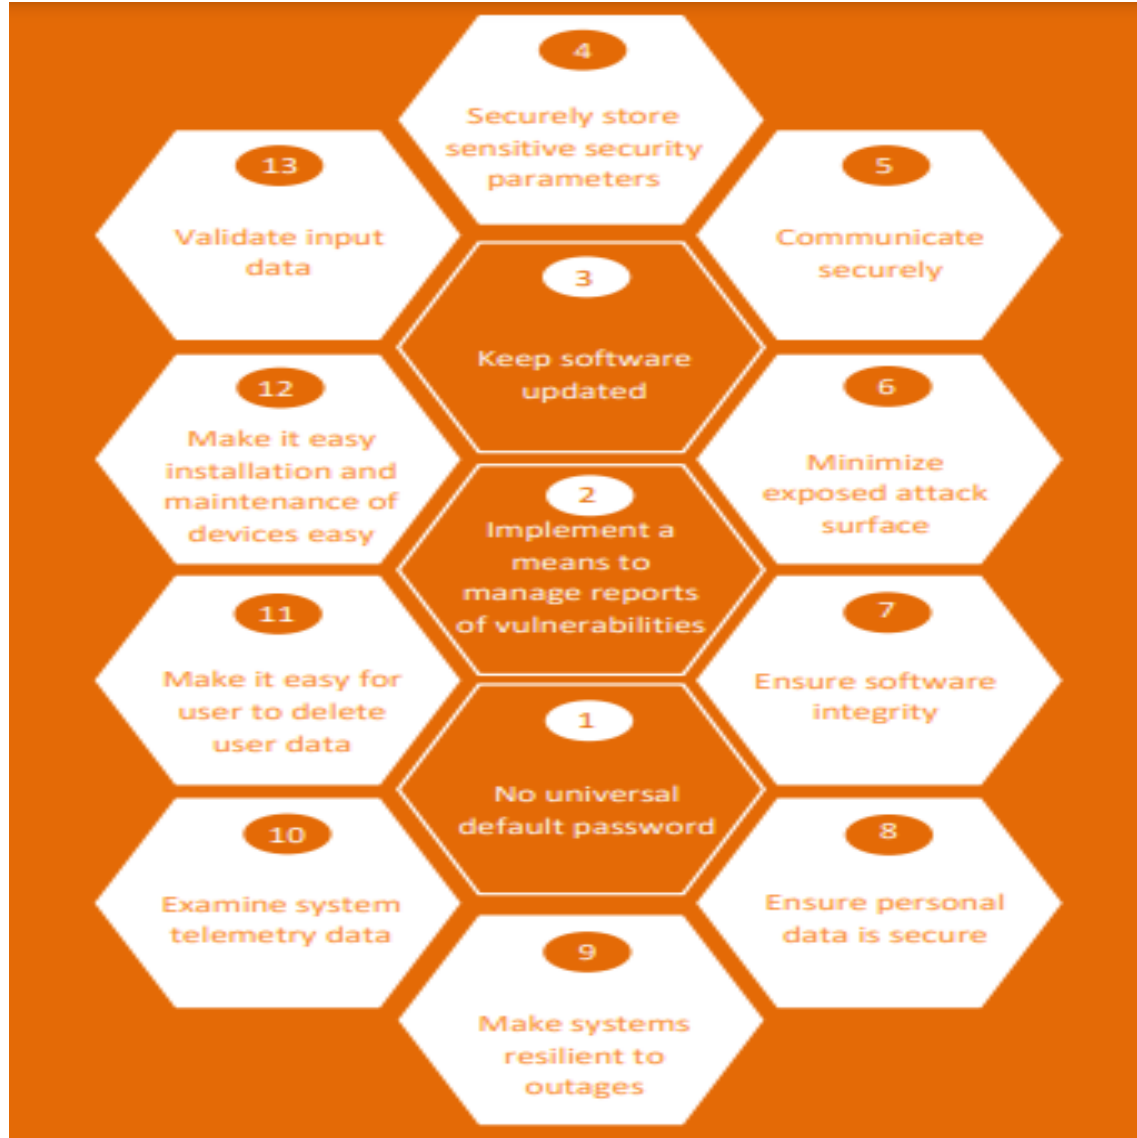 4
Securely store
sensitive security
parameters
13
Validate input
data
5
Communicate
securely
3
Keep software
updated
12
Make it easy
installation and
maintenance of
devices easy
6
Minimize
exposed attack
surface
2
Implement a
means to
manage reports
of vulnerabilities
11
Make it easy for
user to delete
user data
7
Ensure software
integrity
1
No universal
default password
10
Examine system
telemetry data
8
Ensure personal
data is secure
9
Make systems
resilient to
outages